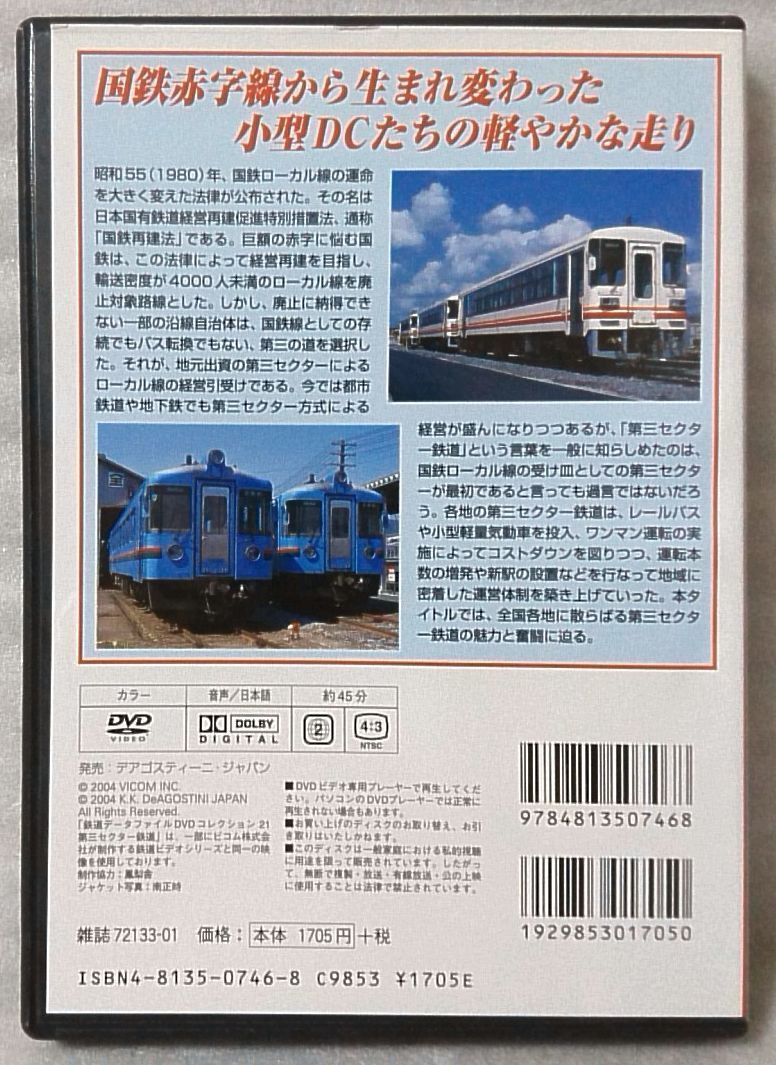 国鉄赤字線から生まれ変わった
小型DCたちの軽やかな走り
昭和55(1980)年、国鉄ローカル線の運命
を大きく変えた法律が公布された。その名は
日本国有鉄道経営再建促進特別措置法、通称
「国鉄再建法」である。巨額の赤字に悩む国
鉄は、この法律によって経営再建を目指し、
輸送密度が4000人未満のローカル線を廃
止対象路線とした。しかし、廃止に納得でき
ない一部の沿線自治体は、国鉄線としての存
続でもバス転換でもない、第三の道を選択し
た。それが、地元出資の第三セクターによる
ローカル線の経営引受けである。今では都市
鉄道や地下鉄でも第三セクター方式による
経営が盛んになりつつあるが、「第三セクタ
ー鉄道」という言葉を一般に知らしめたのは、
国鉄ローカル線の受け皿としての第三セクタ
ーが最初であると言っても過言ではないだろ
う。各地の第三セクター鉄道は、レールバス
や小型軽量気動車を投入、ワンマン運転の実
施によってコストダウンを図りつつ、運転本
数の増発や新駅の設置などを行なって地域に
密着した運営体制を築き上げていった。本タ
イトルでは、全国各地に散らばる第三セクタ
ー鉄道の魅力と奮闘に迫る。
カラー 音声／日本語 約45分
DVD VIDEO DOLBY DIGITAL 2 4:3 NTSC
発売：デアゴスティーニ・ジャパン
© 2004 VICOM INC.
© 2004 K.K. DeAGOSTINI JAPAN
All Rights Reserved.
「鉄道データファイルDVDコレクション 21
第三セクター鉄道」は、一部にビコム株式会
社が制作する鉄道ビデオシリーズと同一の映
像を使用しております。
制作協力：鳳梨舎
ジャケット写真：南正時
■DVDビデオ専用プレーヤーで再生してくだ
さい。パソコンのDVDプレーヤーでは正常に
再生されない場合もあります。
■お買い上げのディスクのお取り替え、お引
き取りはいたしかねます。
■このディスクは一般家庭における私的視聴
に用途を限って販売されています。したがっ
て、無断で複製・放送・有線放送・公の上映
に使用することは法律で禁止されています。
9784813507468
1929853017050
雑誌 72133-01 価格：本体 1705円＋税
ISBN4-8135-0746-8 C9853 ¥1705E